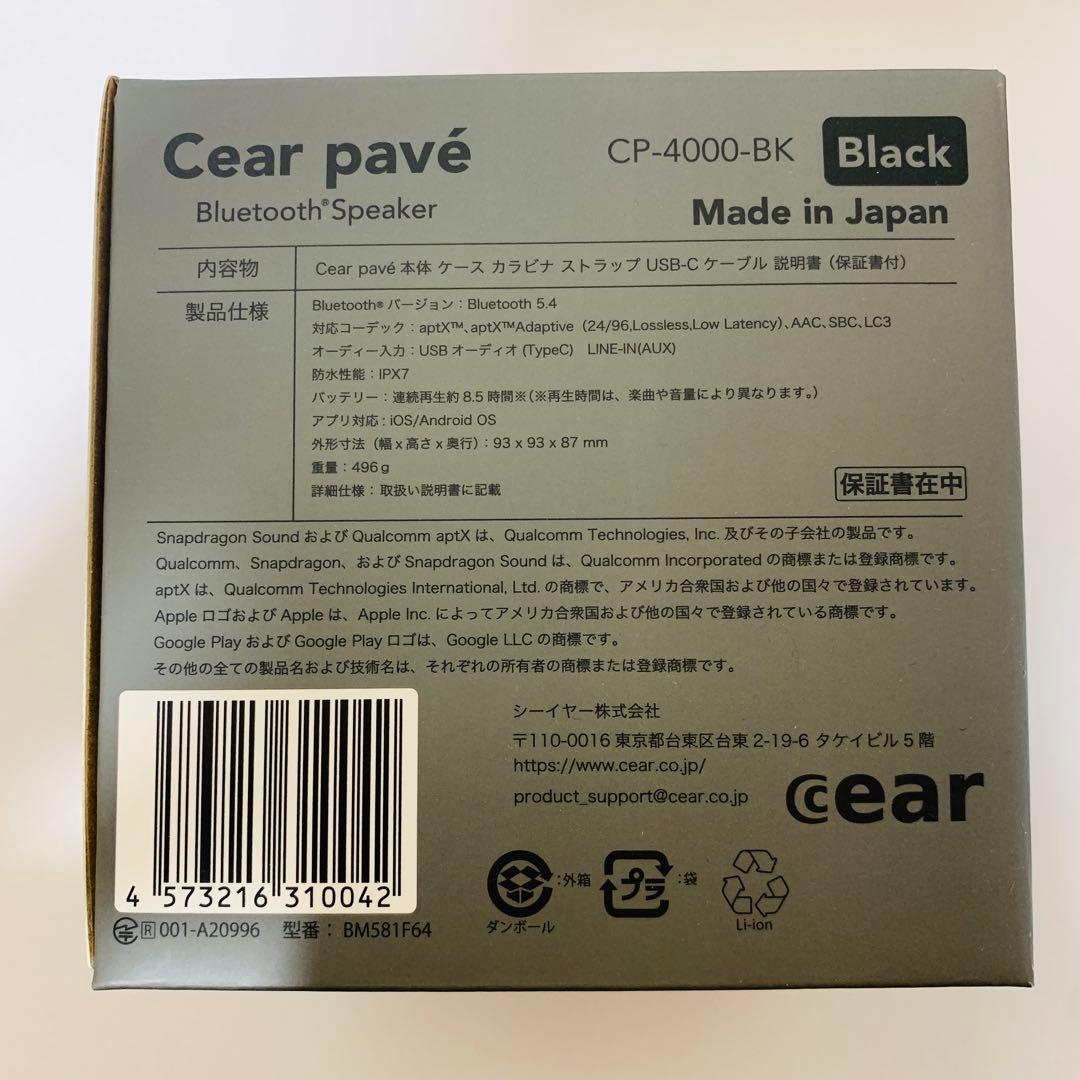 Cear pavé
CP-4000-BK
Black
Bluetooth® Speaker
Made in Japan
内容物
Cear pavé 本体 ケース カラビナ ストラップ USB-C ケーブル 説明書（保証書付）
製品仕様
Bluetooth® バージョン：Bluetooth 5.4
対応コーデック：aptX™、aptX™Adaptive（24/96,Lossless,Low Latency）、AAC、SBC、LC3
オーディー入力：USB オーディオ (TypeC) LINE-IN(AUX)
防水性能：IPX7
バッテリー：連続再生約 8.5 時間※（※再生時間は、楽曲や音量により異なります。）
アプリ対応：iOS/Android OS
外形寸法（幅 x 高さ x 奥行）：93 x 93 x 87 mm
重量：496g
詳細仕様：取扱い説明書に記載
保証書在中
Snapdragon Sound および Qualcomm aptX は、Qualcomm Technologies, Inc. 及びその子会社の製品です。
Qualcomm、Snapdragon、および Snapdragon Sound は、Qualcomm Incorporated の商標または登録商標です。
aptX は、Qualcomm Technologies International, Ltd. の商標で、アメリカ合衆国および他の国々で登録されています。
Apple ロゴおよび Apple は、Apple Inc. によってアメリカ合衆国および他の国々で登録されている商標です。
Google Play および Google Play ロゴは、Google LLC の商標です。
その他の全ての製品名および技術名は、それぞれの所有者の商標または登録商標です。
シーイヤー株式会社
〒110-0016 東京都台東区台東 2-19-6 タケイビル 5 階
https://www.cear.co.jp/
product_support@cear.co.jp
cear
4 573216 310042
R 001-A20996 型番： BM581F64
：外箱
ダンボール
プラ
：袋
Li-ion